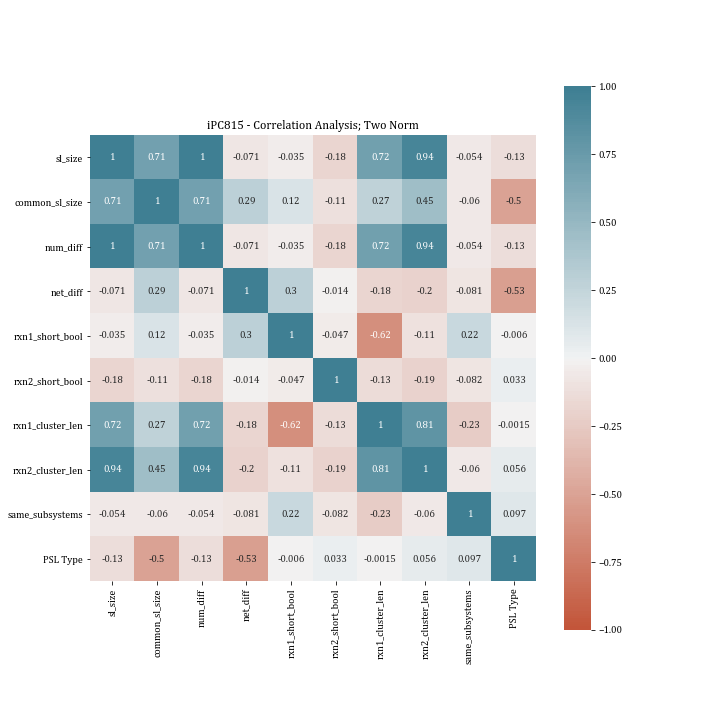 iPC815 - Correlation Analysis; Two Norm
sl_size 1 0.71 1 -0.071 -0.035 -0.18 0.72 0.94 -0.054 -0.13
common_sl_size 0.71 1 0.71 0.29 0.12 -0.11 0.27 0.45 -0.06 -0.5
num_diff 1 0.71 1 -0.071 -0.035 -0.18 0.72 0.94 -0.054 -0.13
net_diff -0.071 0.29 -0.071 1 0.3 -0.014 -0.18 -0.2 -0.081 -0.53
rxn1_short_bool -0.035 0.12 -0.035 0.3 1 -0.047 -0.62 -0.11 0.22 -0.006
rxn2_short_bool -0.18 -0.11 -0.18 -0.014 -0.047 1 -0.13 -0.19 -0.082 0.033
rxn1_cluster_len 0.72 0.27 0.72 -0.18 -0.62 -0.13 1 0.81 -0.23 -0.0015
rxn2_cluster_len 0.94 0.45 0.94 -0.2 -0.11 -0.19 0.81 1 -0.06 0.056
same_subsystems -0.054 -0.06 -0.054 -0.081 0.22 -0.082 -0.23 -0.06 1 0.097
PSL Type -0.13 -0.5 -0.13 -0.53 -0.006 0.033 -0.0015 0.056 0.097 1
sl_size
common_sl_size
num_diff
net_diff
rxn1_short_bool
rxn2_short_bool
rxn1_cluster_len
rxn2_cluster_len
same_subsystems
PSL Type
1.00
0.75
0.50
0.25
0.00
−0.25
−0.50
−0.75
−1.00